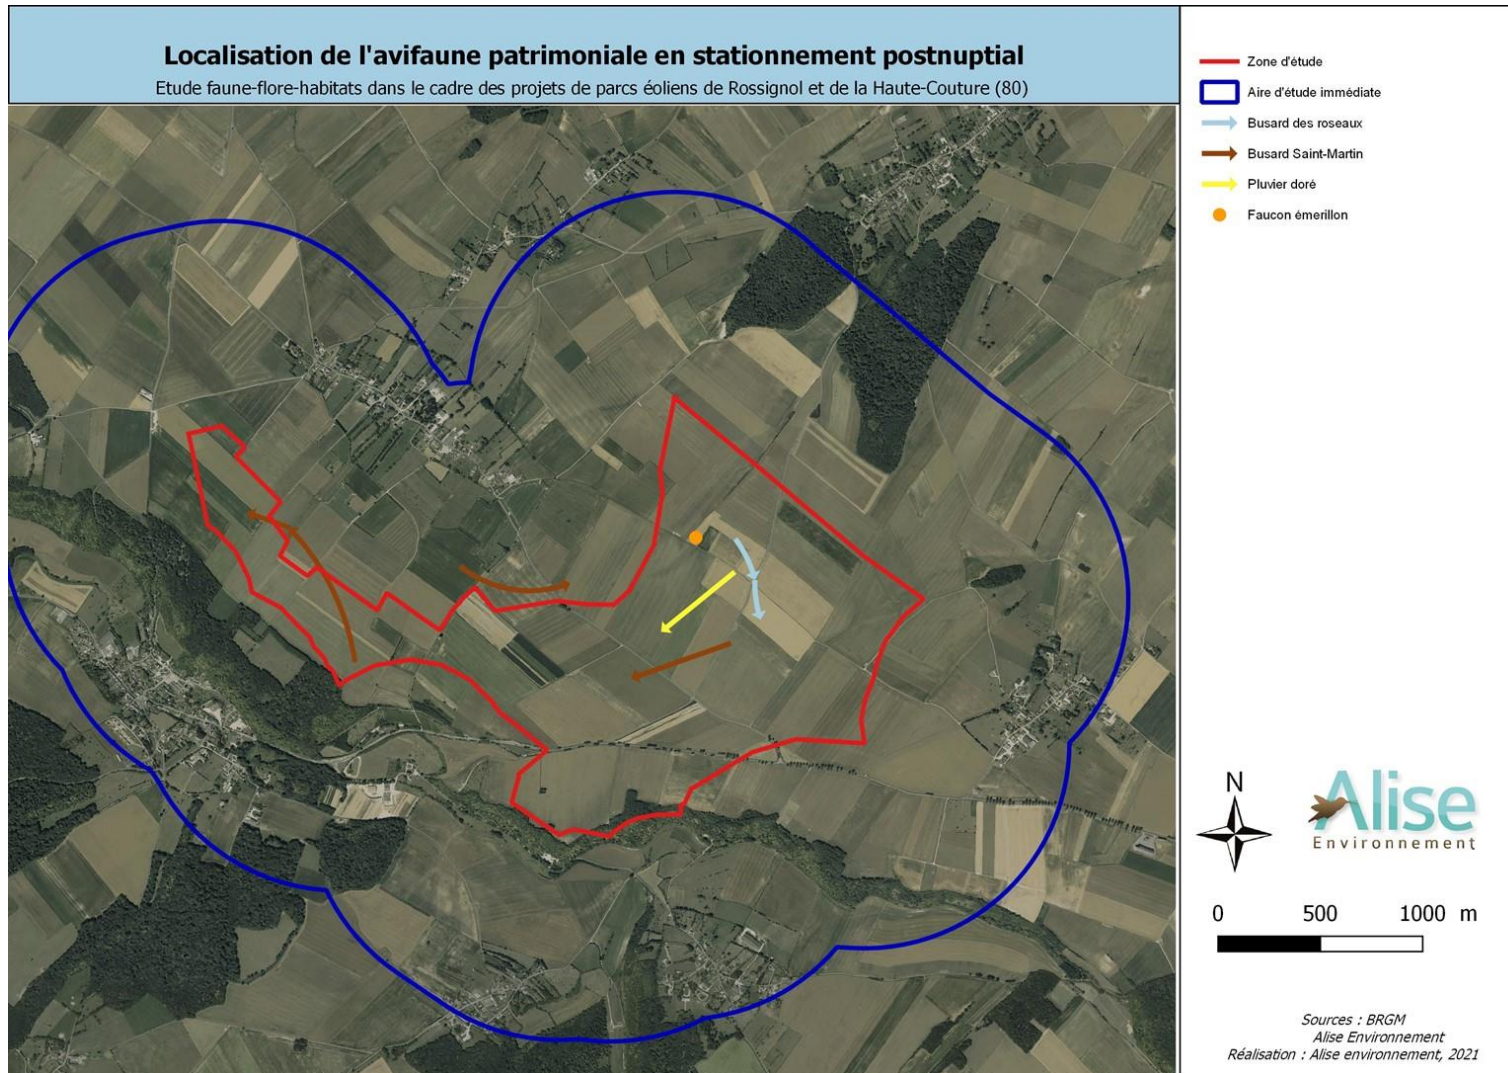 Localisation de l'avifaune patrimoniale en stationnement postnuptial
Etude faune-flore-habitats dans le cadre des projets de parcs éoliens de Rossignol et de la Haute-Couture (80)
Zone d'étude
Aire d'étude immédiate
Busard des roseaux
Busard Saint-Martin
Pluvier doré
Faucon émerillon
N
Alise
Environnement
0 500 1000 m
Sources : BRGM
Alise Environnement
Réalisation : Alise environnement, 2021